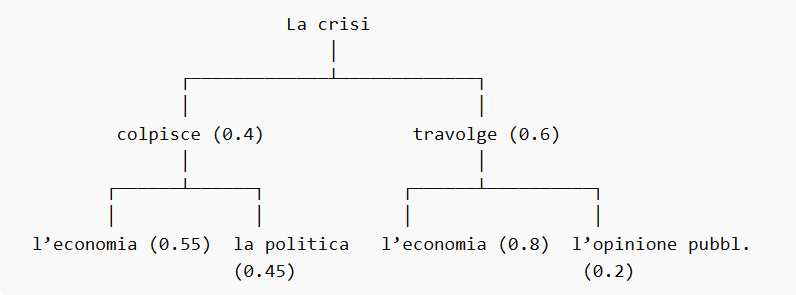 La crisi
colpisce (0.4) travolge (0.6)
l’economia (0.55) la politica l’economia (0.8) l’opinione pubbl.
(0.45) (0.2)